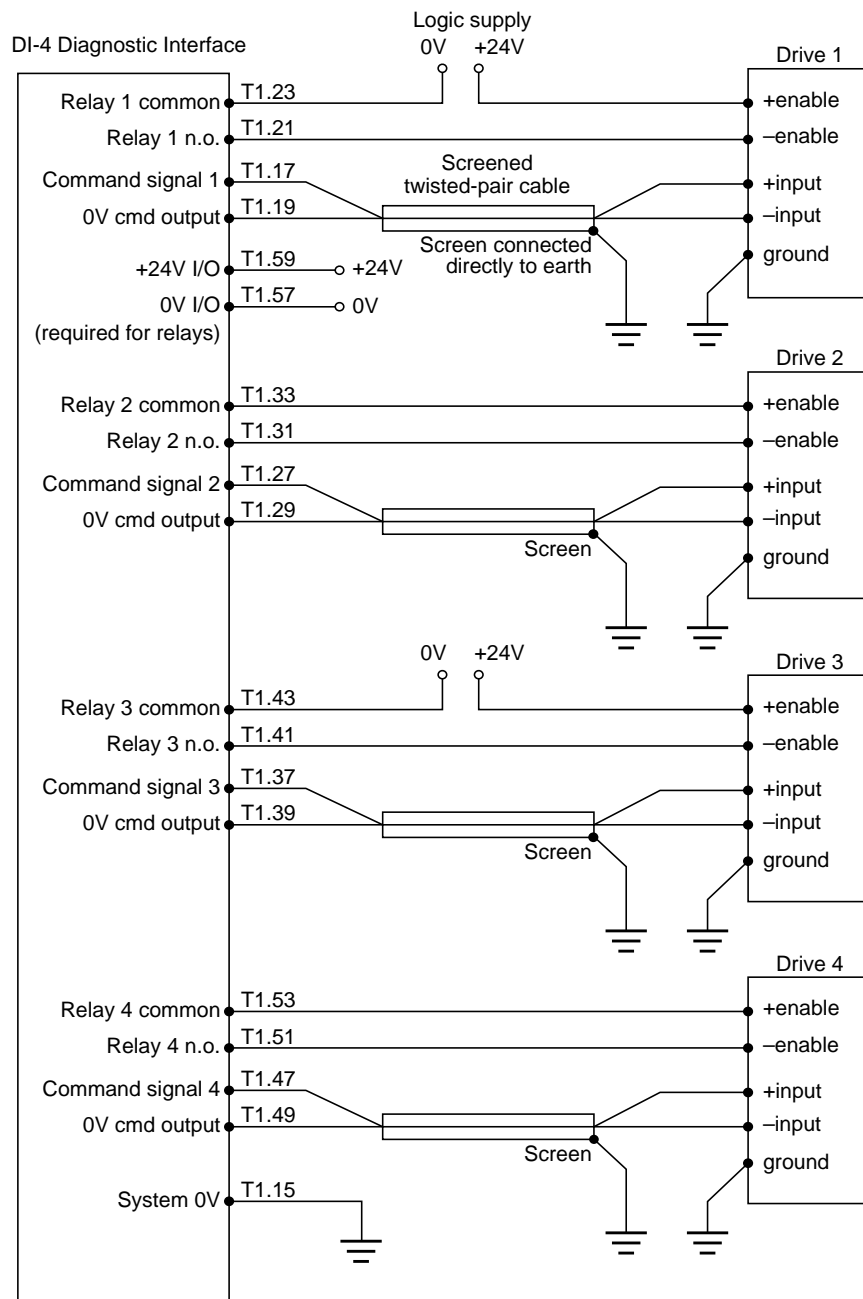 Logic supply
DI-4 Diagnostic Interface
0V +24V
Drive 1
Relay 1 common T1.23 +enable
Relay 1 n.o. T1.21 –enable
Screened
twisted-pair cable
Command signal 1 T1.17 +input
0V cmd output T1.19 –input
Screen connected
directly to earth
ground
+24V I/O T1.59 +24V
0V I/O T1.57 0V
(required for relays)
Drive 2
Relay 2 common T1.33 +enable
Relay 2 n.o. T1.31 –enable
Command signal 2 T1.27 +input
0V cmd output T1.29 –input
Screen
ground
0V +24V
Drive 3
Relay 3 common T1.43 +enable
Relay 3 n.o. T1.41 –enable
Command signal 3 T1.37 +input
0V cmd output T1.39 –input
Screen
ground
Drive 4
Relay 4 common T1.53 +enable
Relay 4 n.o. T1.51 –enable
Command signal 4 T1.47 +input
0V cmd output T1.49 –input
Screen
ground
System 0V T1.15